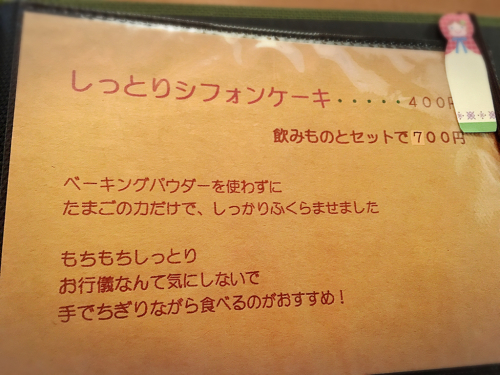 しっとりシフォンケーキ・・・・・・400円
飲みものとセットで700円
ベーキングパウダーを使わずに
たまごの力だけで、しっかりふくらませました
もちもちしっとり
お行儀なんて気にしないで
手でちぎりながら食べるのがおすすめ！